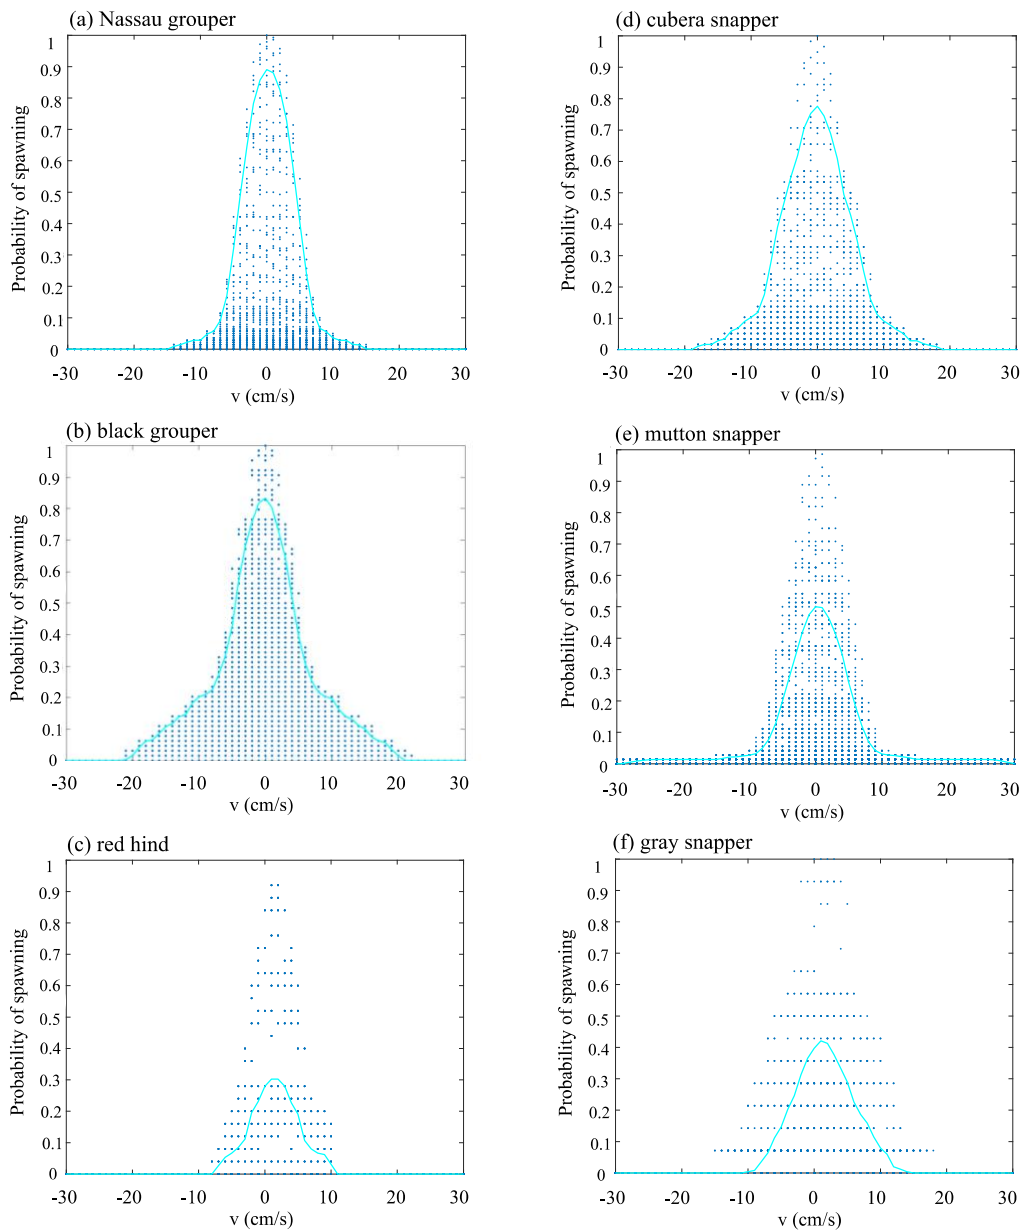 (a) Nassau grouper
1
0.9
0.8
0.7
0.6
0.5
0.4
0.3
0.2
0.1
0
Probability of spawning
-30 -20 -10 0 10 20 30
v (cm/s)
(d) cubera snapper
1
0.9
0.8
0.7
0.6
0.5
0.4
0.3
0.2
0.1
0
Probability of spawning
-30 -20 -10 0 10 20 30
v (cm/s)
(b) black grouper
1
0.9
0.8
0.7
0.6
0.5
0.4
0.3
0.2
0.1
0
Probability of spawning
-30 -20 -10 0 10 20 30
v (cm/s)
(e) mutton snapper
1
0.9
0.8
0.7
0.6
0.5
0.4
0.3
0.2
0.1
0
Probability of spawning
-30 -20 -10 0 10 20 30
v (cm/s)
(c) red hind
1
0.9
0.8
0.7
0.6
0.5
0.4
0.3
0.2
0.1
0
Probability of spawning
-30 -20 -10 0 10 20 30
v (cm/s)
(f) gray snapper
1
0.9
0.8
0.7
0.6
0.5
0.4
0.3
0.2
0.1
0
Probability of spawning
-30 -20 -10 0 10 20 30
v (cm/s)